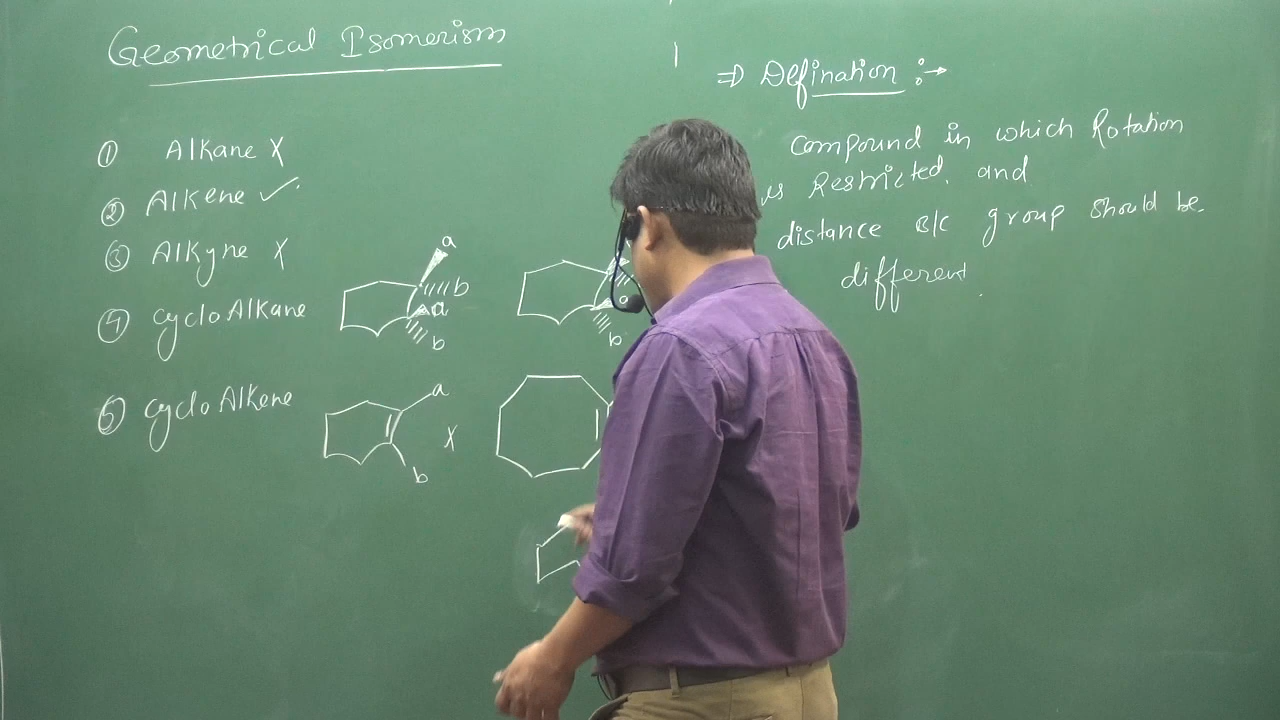 Geometrical Isomerism
① Alkane X
② Alkene ✓
③ Alkyne X
④ cyclo Alkane
a
b
a
b
a
b
⑤ cyclo Alkene
a
X
b
⇒ Defination :→
Compound in which Rotation
is Restricted. and
distance B/c group should be
different.